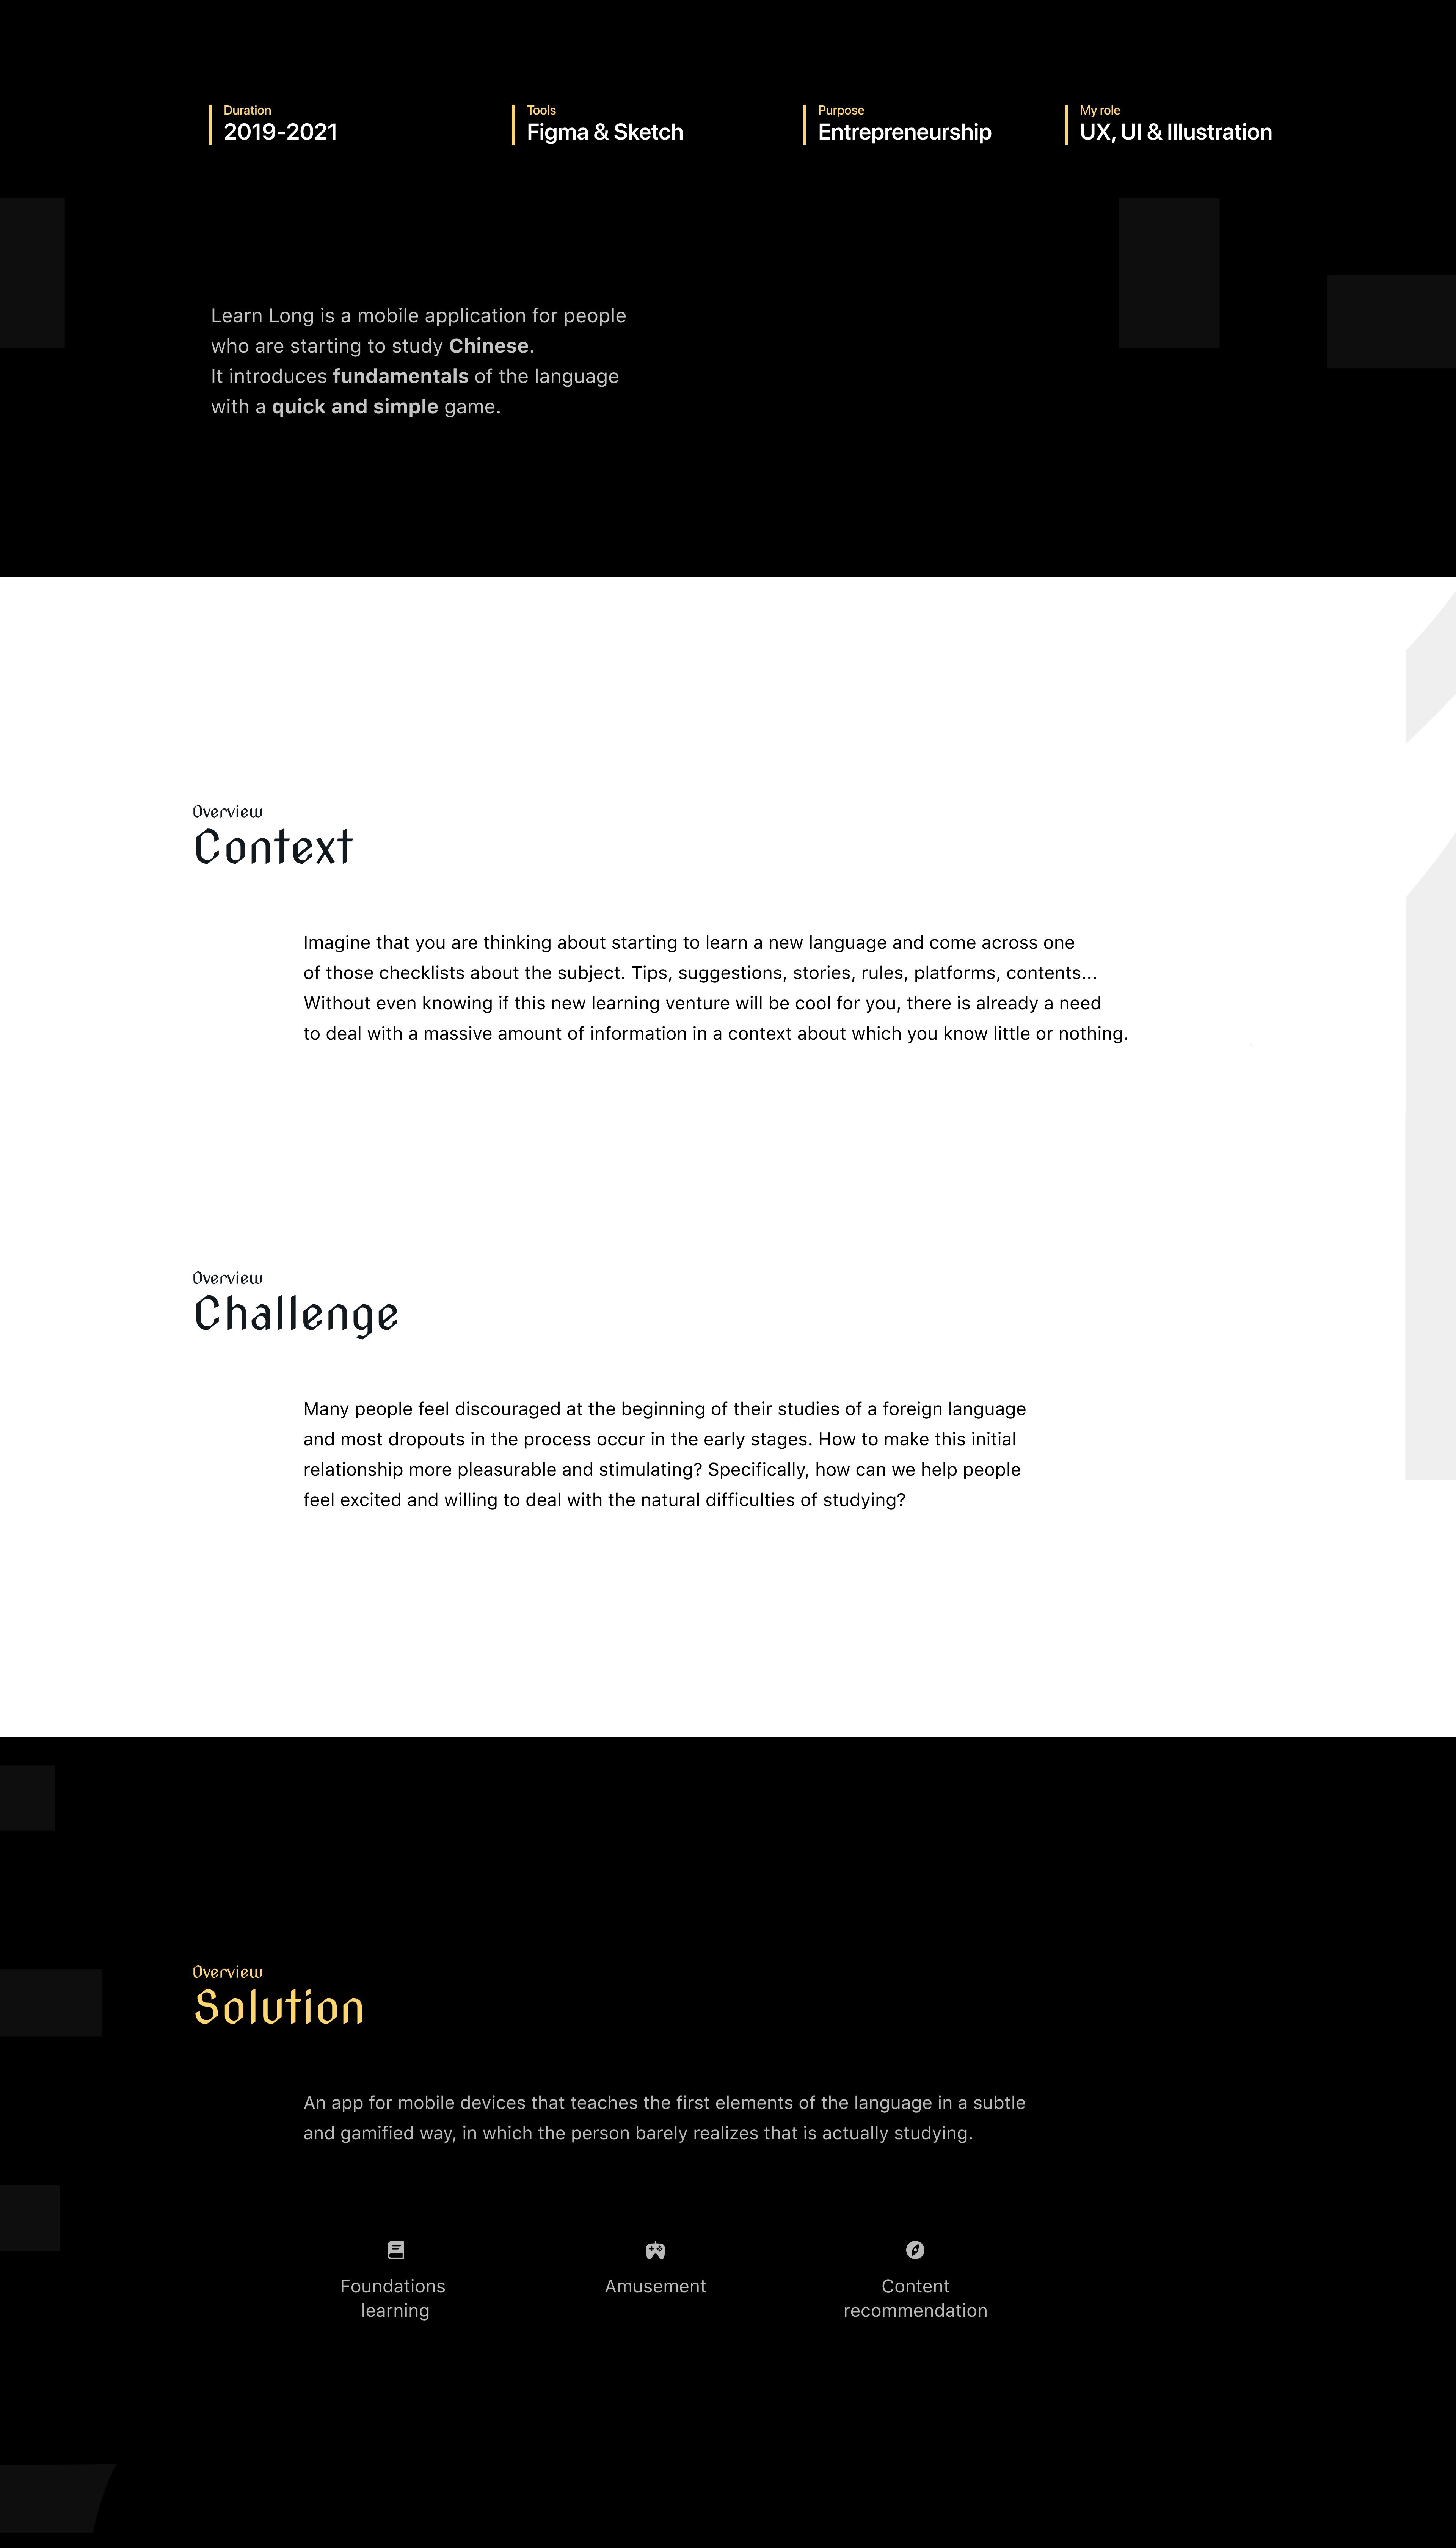 Duration
2019-2021
Tools
Figma & Sketch
Purpose
Entrepreneurship
My role
UX, UI & Illustration
Learn Long is a mobile application for people
who are starting to study Chinese.
It introduces fundamentals of the language
with a quick and simple game.
Overview
Context
Imagine that you are thinking about starting to learn a new language and come across one
of those checklists about the subject. Tips, suggestions, stories, rules, platforms, contents...
Without even knowing if this new learning venture will be cool for you, there is already a need
to deal with a massive amount of information in a context about which you know little or nothing.
Overview
Challenge
Many people feel discouraged at the beginning of their studies of a foreign language
and most dropouts in the process occur in the early stages. How to make this initial
relationship more pleasurable and stimulating? Specifically, how can we help people
feel excited and willing to deal with the natural difficulties of studying?
Overview
Solution
An app for mobile devices that teaches the first elements of the language in a subtle
and gamified way, in which the person barely realizes that is actually studying.
Foundations
learning
Amusement
Content
recommendation